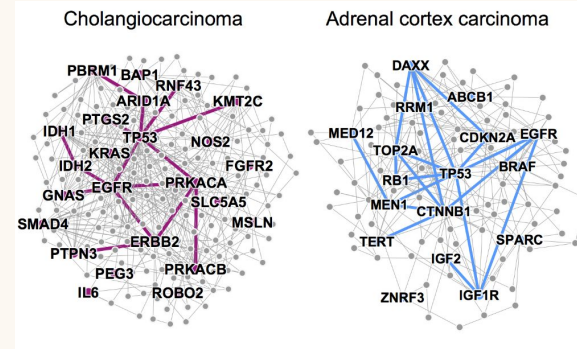 Cholangiocarcinoma
PBRM1
BAP1
RNF43
ARID1A
KMT2C
PTGS2
TP53
IDH1
NOS2
KRAS
IDH2
FGFR2
EGFR
PRKACA
GNAS
SLC5A5
SMAD4
MSLN
ERBB2
PTPN3
PEG3
PRKACB
IL6
ROBO2
Adrenal cortex carcinoma
DAXX
ABCB1
RRM1
MED12
CDKN2A
EGFR
TOP2A
BRAF
RB1
TP53
MEN1
CTNNB1
TERT
SPARC
IGF2
ZNRF3
IGF1R